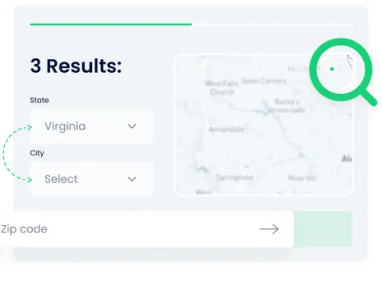 3 Results:
State
Virginia
City
Select
Zip code
West Falls Church
Seven Corners
Bailey's Crossroads
Annandale
Springfield
Rose Hill
West